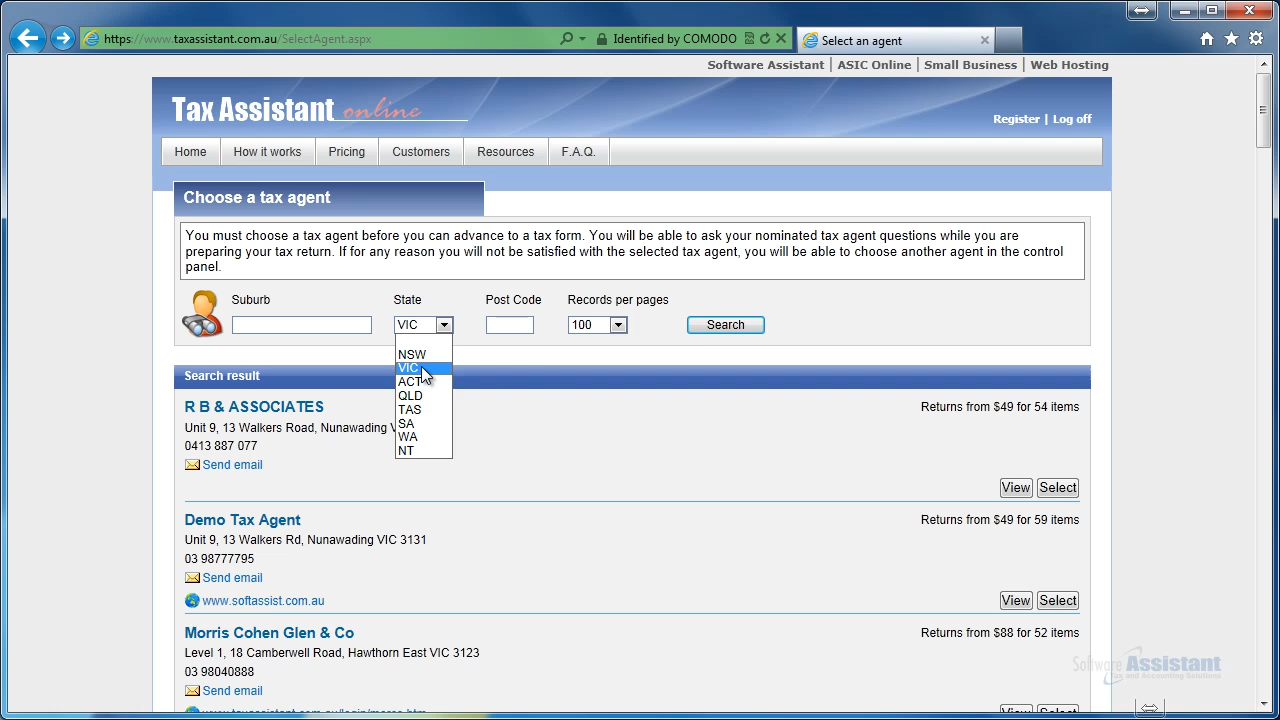 https://www.taxassistant.com.au/SelectAgent.aspx
Identified by COMODO
Select an agent
Software Assistant | ASIC Online | Small Business | Web Hosting
Tax Assistant online
Register | Log off
Home
How it works
Pricing
Customers
Resources
F.A.Q.
Choose a tax agent
You must choose a tax agent before you can advance to a tax form. You will be able to ask your nominated tax agent questions while you are
preparing your tax return. If for any reason you will not be satisfied with the selected tax agent, you will be able to choose another agent in the control
panel.
Suburb
State
Post Code
Records per pages
VIC
100
Search
NSW
VIC
ACT
QLD
TAS
SA
WA
NT
Search result
R B & ASSOCIATES
Returns from $49 for 54 items
Unit 9, 13 Walkers Road, Nunawading
0413 887 077
Send email
View
Select
Demo Tax Agent
Returns from $49 for 59 items
Unit 9, 13 Walkers Rd, Nunawading VIC 3131
03 98777795
Send email
www.softassist.com.au
View
Select
Morris Cohen Glen & Co
Returns from $88 for 52 items
Level 1, 18 Camberwell Road, Hawthorn East VIC 3123
03 98040888
Send email
Software Assistant
Tax and Accounting Solutions